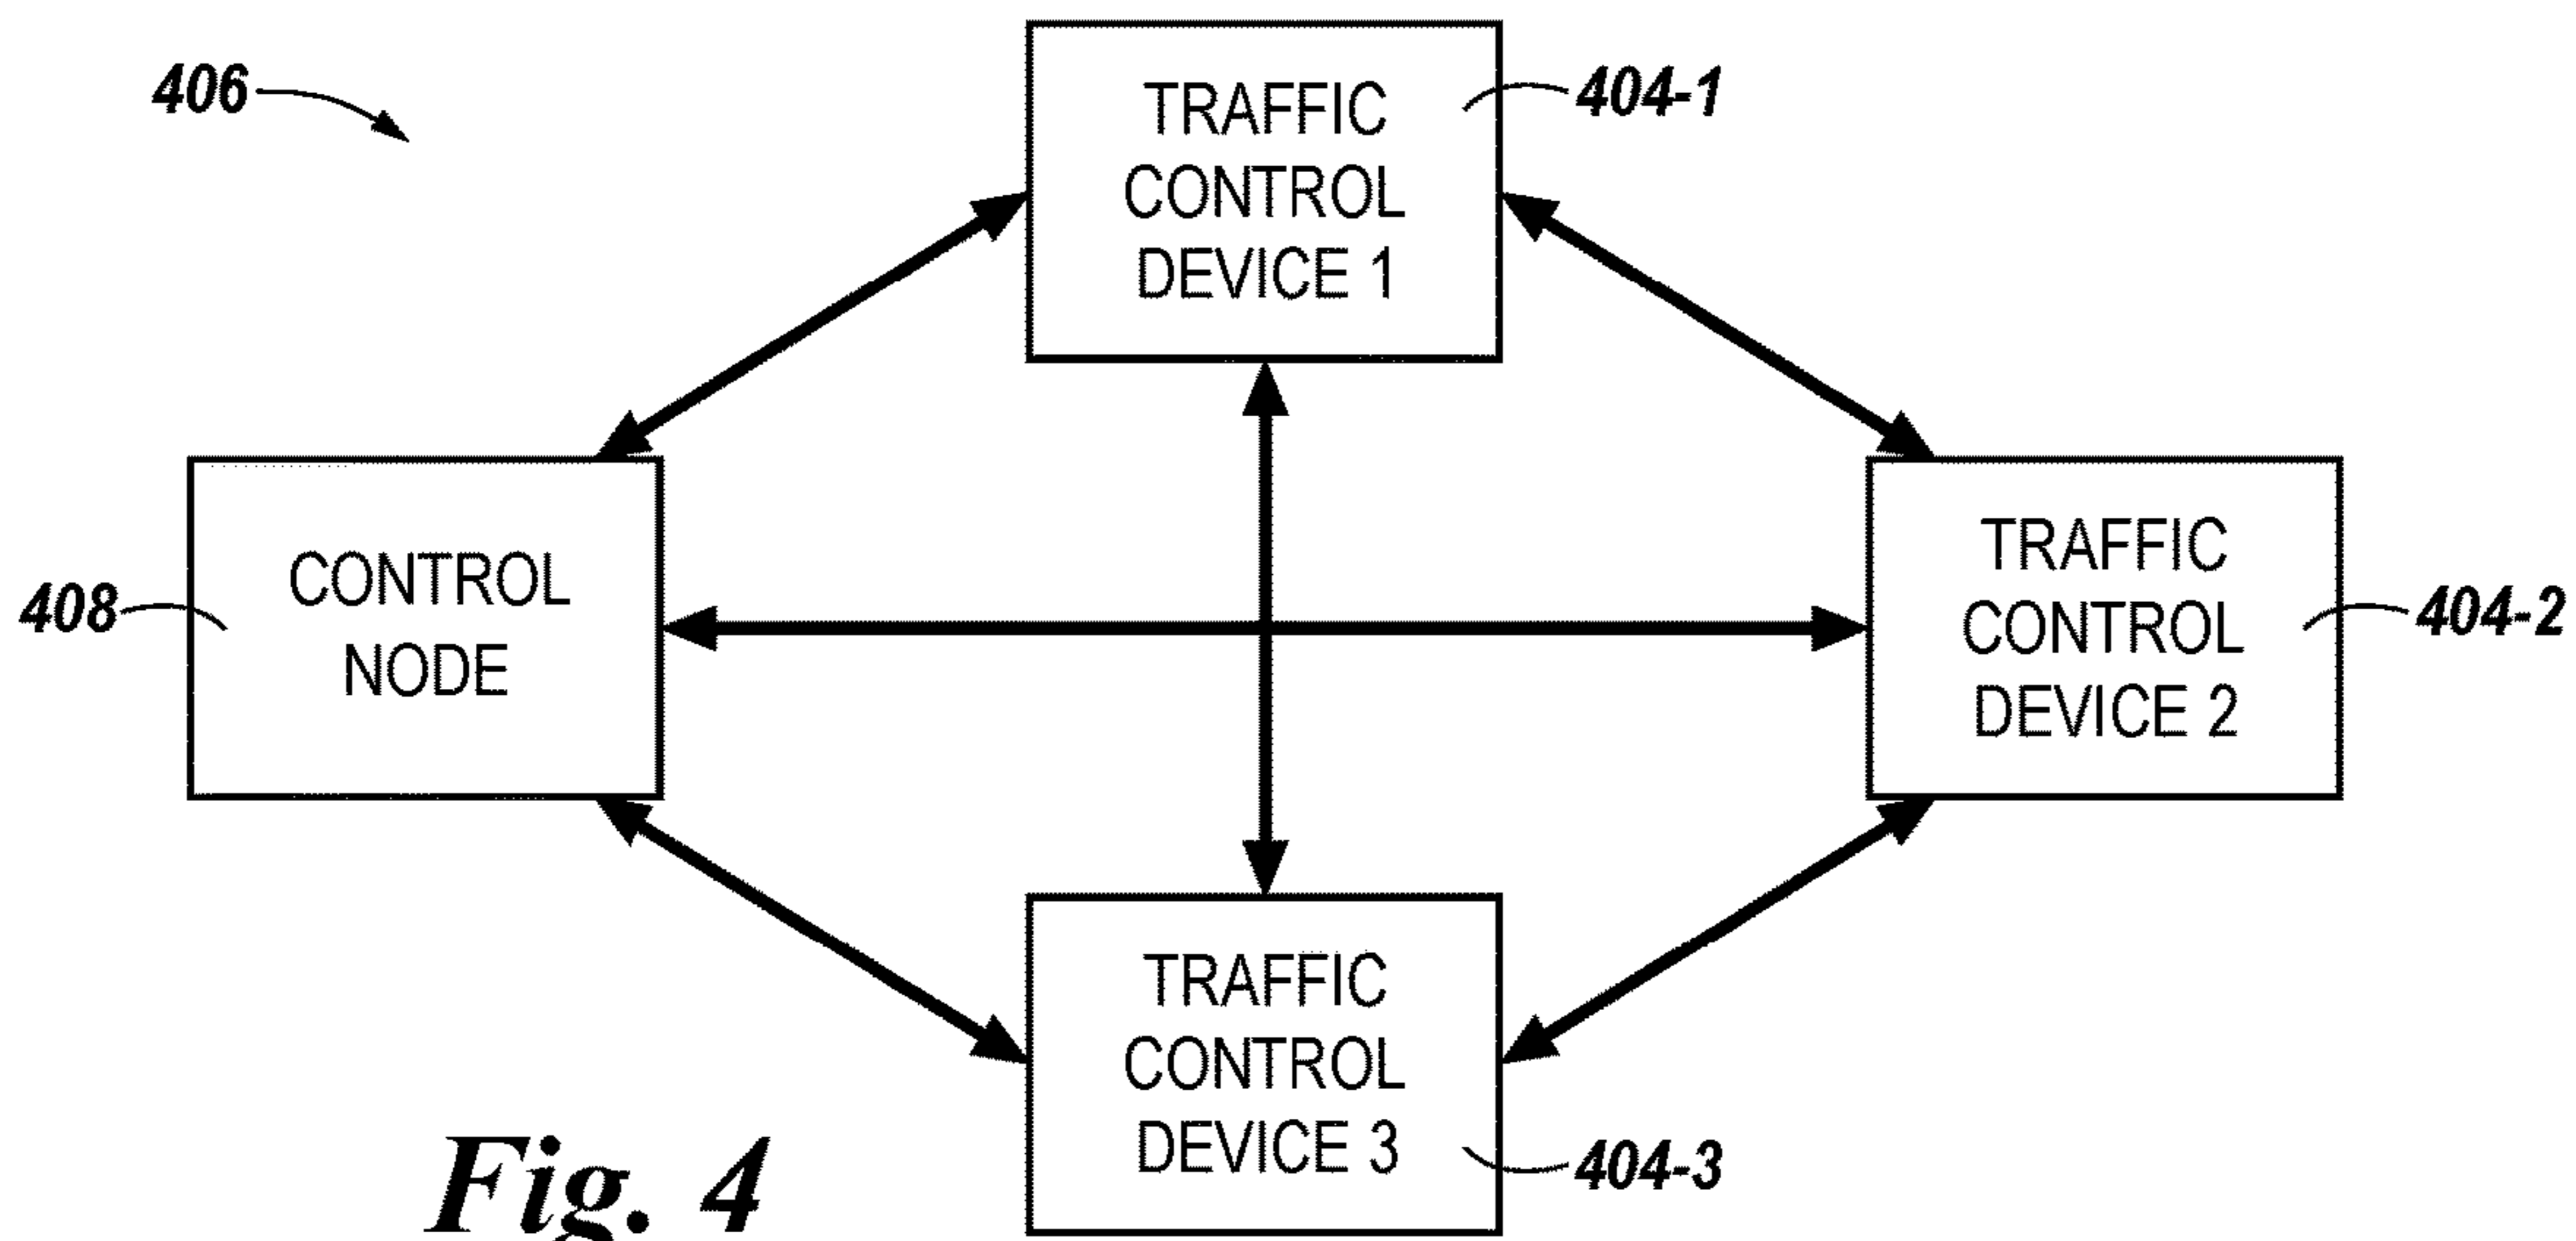 406
TRAFFIC
CONTROL
DEVICE 1
404-1
408
CONTROL
NODE
TRAFFIC
CONTROL
DEVICE 2
404-2
TRAFFIC
CONTROL
DEVICE 3
404-3
Fig. 4